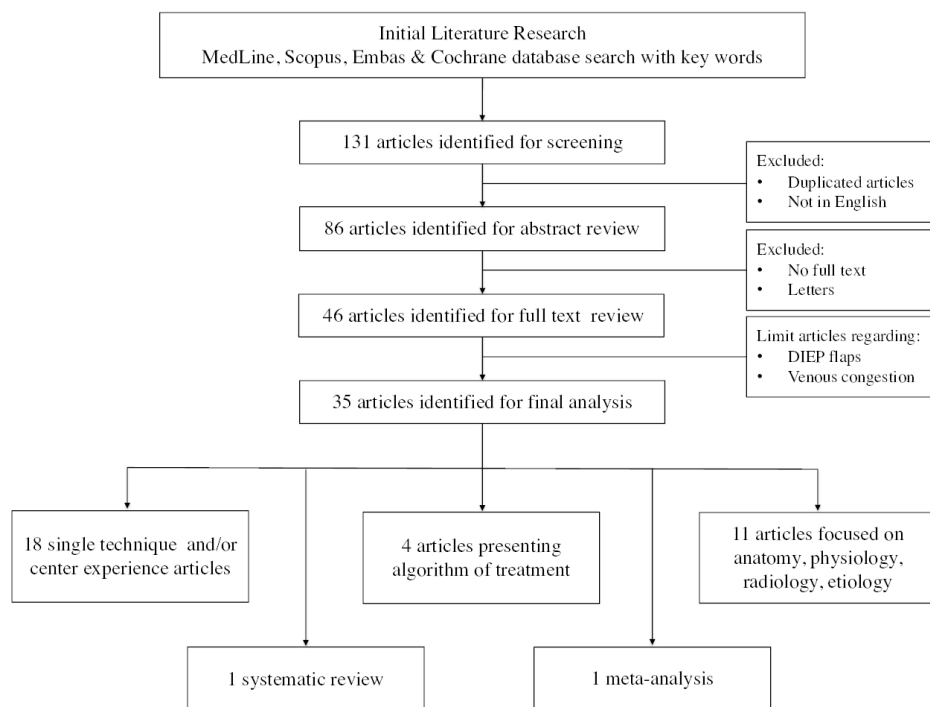 Initial Literature Research
MedLine, Scopus, Embas & Cochrane database search with key words
131 articles identified for screening
Excluded:
• Duplicated articles
• Not in English
86 articles identified for abstract review
Excluded:
• No full text
• Letters
46 articles identified for full text review
Limit articles regarding:
• DIEP flaps
• Venous congestion
35 articles identified for final analysis
18 single technique and/or
center experience articles
4 articles presenting
algorithm of treatment
11 articles focused on
anatomy, physiology,
radiology, etiology
1 systematic review
1 meta-analysis